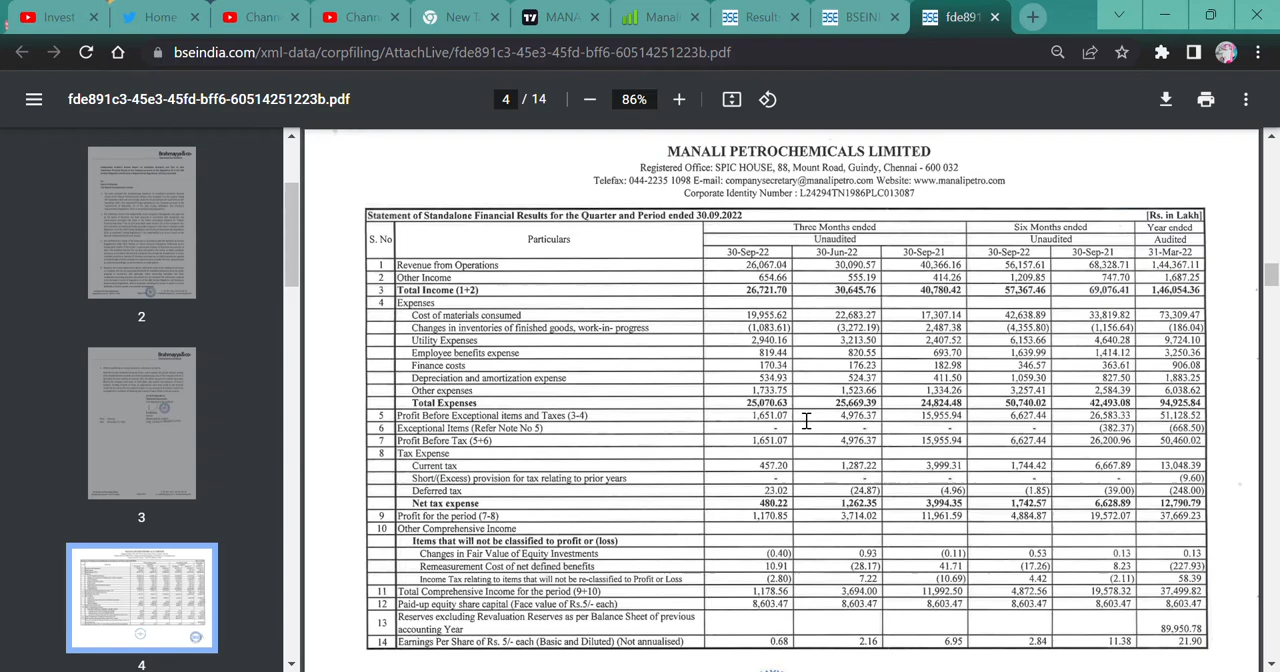 Invest
Home
Chann
Chann
New T
MANA
Manali
Result
BSEIN
fde891
bseindia.com/xml-data/corpfiling/AttachLive/fde891c3-45e3-45fd-bff6-60514251223b.pdf
fde891c3-45e3-45fd-bff6-60514251223b.pdf
4 / 14
86%
2
3
4
MANALI PETROCHEMICALS LIMITED
Registered Office: SPIC HOUSE, 88, Mount Road, Guindy, Chennai - 600 032
Telefax: 044-2235 1098 E-mail: companysecretary@manalipetro.com Website: www.manalipetro.com
Corporate Identity Number : L24294TN1986PLC013087
Statement of Standalone Financial Results for the Quarter and Period ended 30.09.2022 [Rs. in Lakh]
S. No Particulars Three Months ended Six Months ended Year ended
Unaudited Unaudited Audited
30-Sep-22 30-Jun-22 30-Sep-21 30-Sep-22 30-Sep-21 31-Mar-22
1 Revenue from Operations 26,067.04 30,090.57 40,366.16 56,157.61 68,328.71 1,44,367.11
2 Other Income 654.66 555.19 414.26 1,209.85 747.70 1,687.25
3 Total Income (1+2) 26,721.70 30,645.76 40,780.42 57,367.46 69,076.41 1,46,054.36
4 Expenses
Cost of materials consumed 19,955.62 22,683.27 17,307.14 42,638.89 33,819.82 73,309.47
Changes in inventories of finished goods, work-in- progress (1,083.61) (3,272.19) 2,487.38 (4,355.80) (1,156.64) (186.04)
Utility Expenses 2,940.16 3,213.50 2,407.52 6,153.66 4,640.28 9,724.10
Employee benefits expense 819.44 820.55 693.70 1,639.99 1,414.12 3,250.36
Finance costs 170.34 176.23 182.98 346.57 363.61 906.08
Depreciation and amortization expense 534.93 524.37 411.50 1,059.30 827.50 1,883.25
Other expenses 1,733.75 1,523.66 1,334.26 3,257.41 2,584.39 6,038.62
Total Expenses 25,070.63 25,669.39 24,824.48 50,740.02 42,493.08 94,925.84
5 Profit Before Exceptional items and Taxes (3-4) 1,651.07 4,976.37 15,955.94 6,627.44 26,583.33 51,128.52
6 Exceptional Items (Refer Note No 5) - - - - (382.37) (668.50)
7 Profit Before Tax (5+6) 1,651.07 4,976.37 15,955.94 6,627.44 26,200.96 50,460.02
8 Tax Expense
Current tax 457.20 1,287.22 3,999.31 1,744.42 6,667.89 13,048.39
Short/(Excess) provision for tax relating to prior years - - - - - (9.60)
Deferred tax 23.02 (24.87) (4.96) (1.85) (39.00) (248.00)
Net tax expense 480.22 1,262.35 3,994.35 1,742.57 6,628.89 12,790.79
9 Profit for the period (7-8) 1,170.85 3,714.02 11,961.59 4,884.87 19,572.07 37,669.23
10 Other Comprehensive Income
Items that will not be classified to profit or (loss)
Changes in Fair Value of Equity Investments (0.40) 0.93 (0.11) 0.53 0.13 0.13
Remeasurement Cost of net defined benefits 10.91 (28.17) 41.71 (17.26) 8.23 (227.93)
Income Tax relating to items that will not be re-classified to Profit or Loss (2.80) 7.22 (10.69) 4.42 (2.11) 58.39
11 Total Comprehensive Income for the period (9+10) 1,178.56 3,694.00 11,992.50 4,872.56 19,578.32 37,499.82
12 Paid-up equity share capital (Face value of Rs.5/- each) 8,603.47 8,603.47 8,603.47 8,603.47 8,603.47 8,603.47
13 Reserves excluding Revaluation Reserves as per Balance Sheet of previous
accounting Year 89,950.78
14 Earnings Per Share of Rs. 5/- each (Basic and Diluted) (Not annualised) 0.68 2.16 6.95 2.84 11.38 21.90